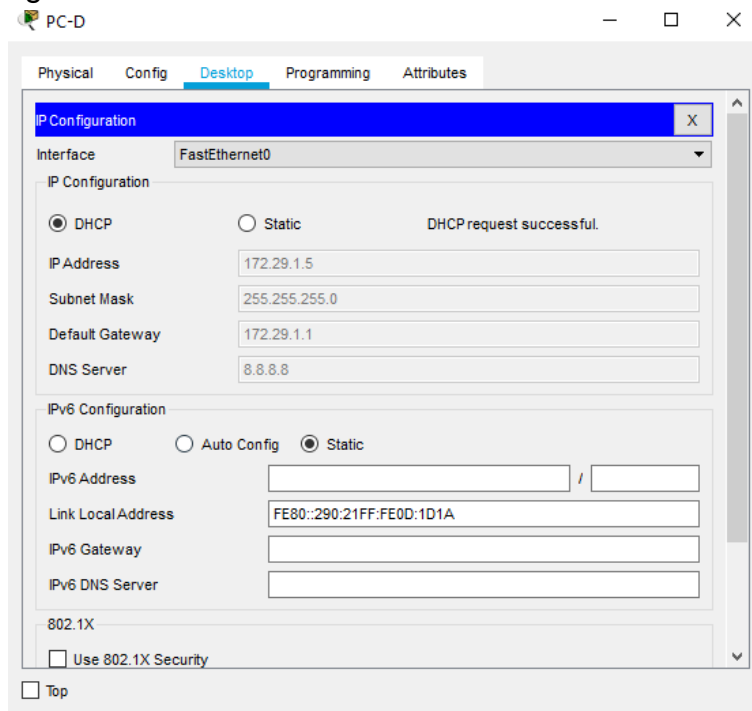 PC-D
Physical Config Desktop Programming Attributes
IP Configuration X
Interface FastEthernet0
IP Configuration
DHCP Static DHCP request successful.
IP Address 172.29.1.5
Subnet Mask 255.255.255.0
Default Gateway 172.29.1.1
DNS Server 8.8.8.8
IPv6 Configuration
DHCP Auto Config Static
IPv6 Address /
Link Local Address FE80::290:21FF:FE0D:1D1A
IPv6 Gateway
IPv6 DNS Server
802.1X
Use 802.1X Security
Top